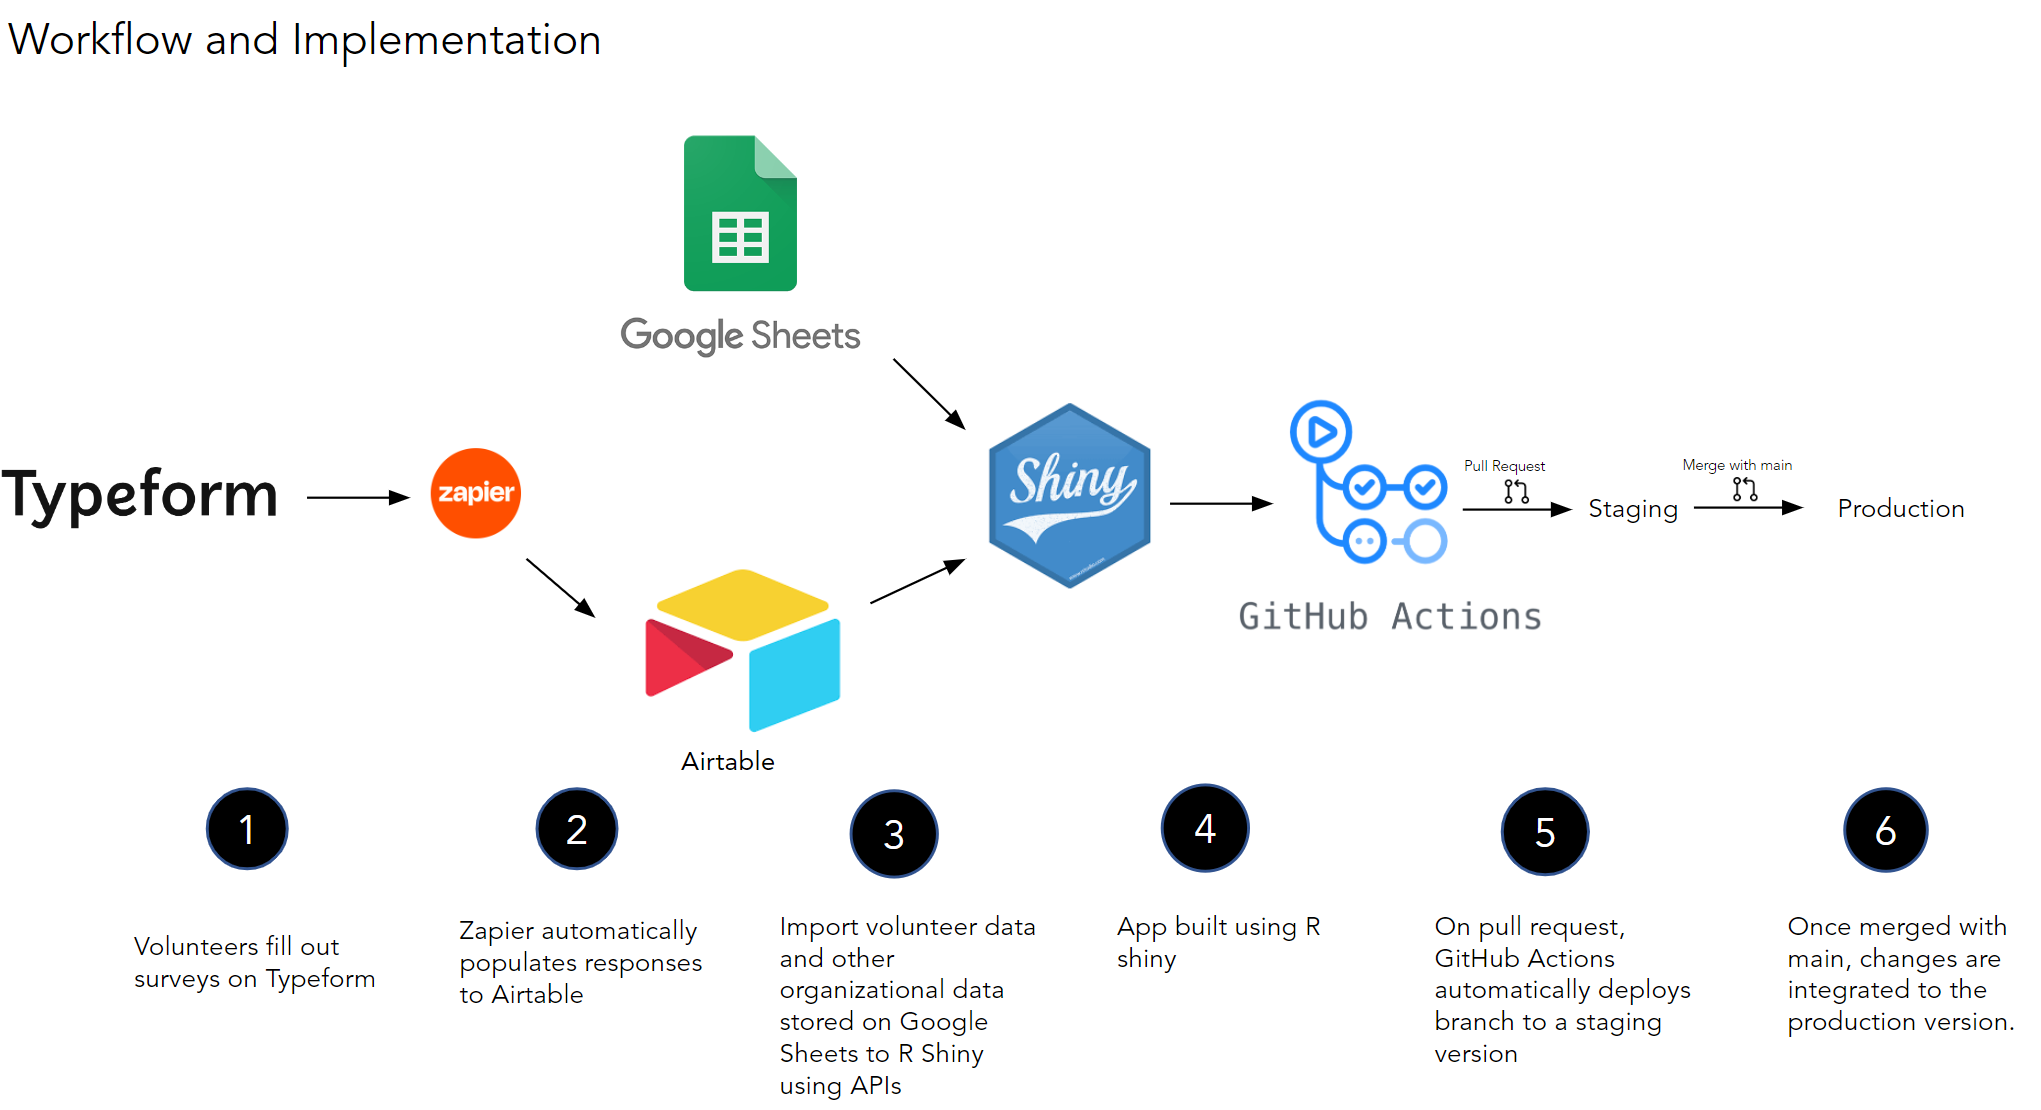 Workflow and Implementation
Google Sheets
Typeform
zapier
Shiny
Pull Request
Merge with main
Staging
Production
GitHub Actions
Airtable
1
2
3
4
5
6
Volunteers fill out
surveys on Typeform
Zapier automatically
populates responses
to Airtable
Import volunteer data
and other
organizational data
stored on Google
Sheets to R Shiny
using APIs
App built using R
shiny
On pull request,
GitHub Actions
automatically deploys
branch to a staging
version
Once merged with
main, changes are
integrated to the
production version.